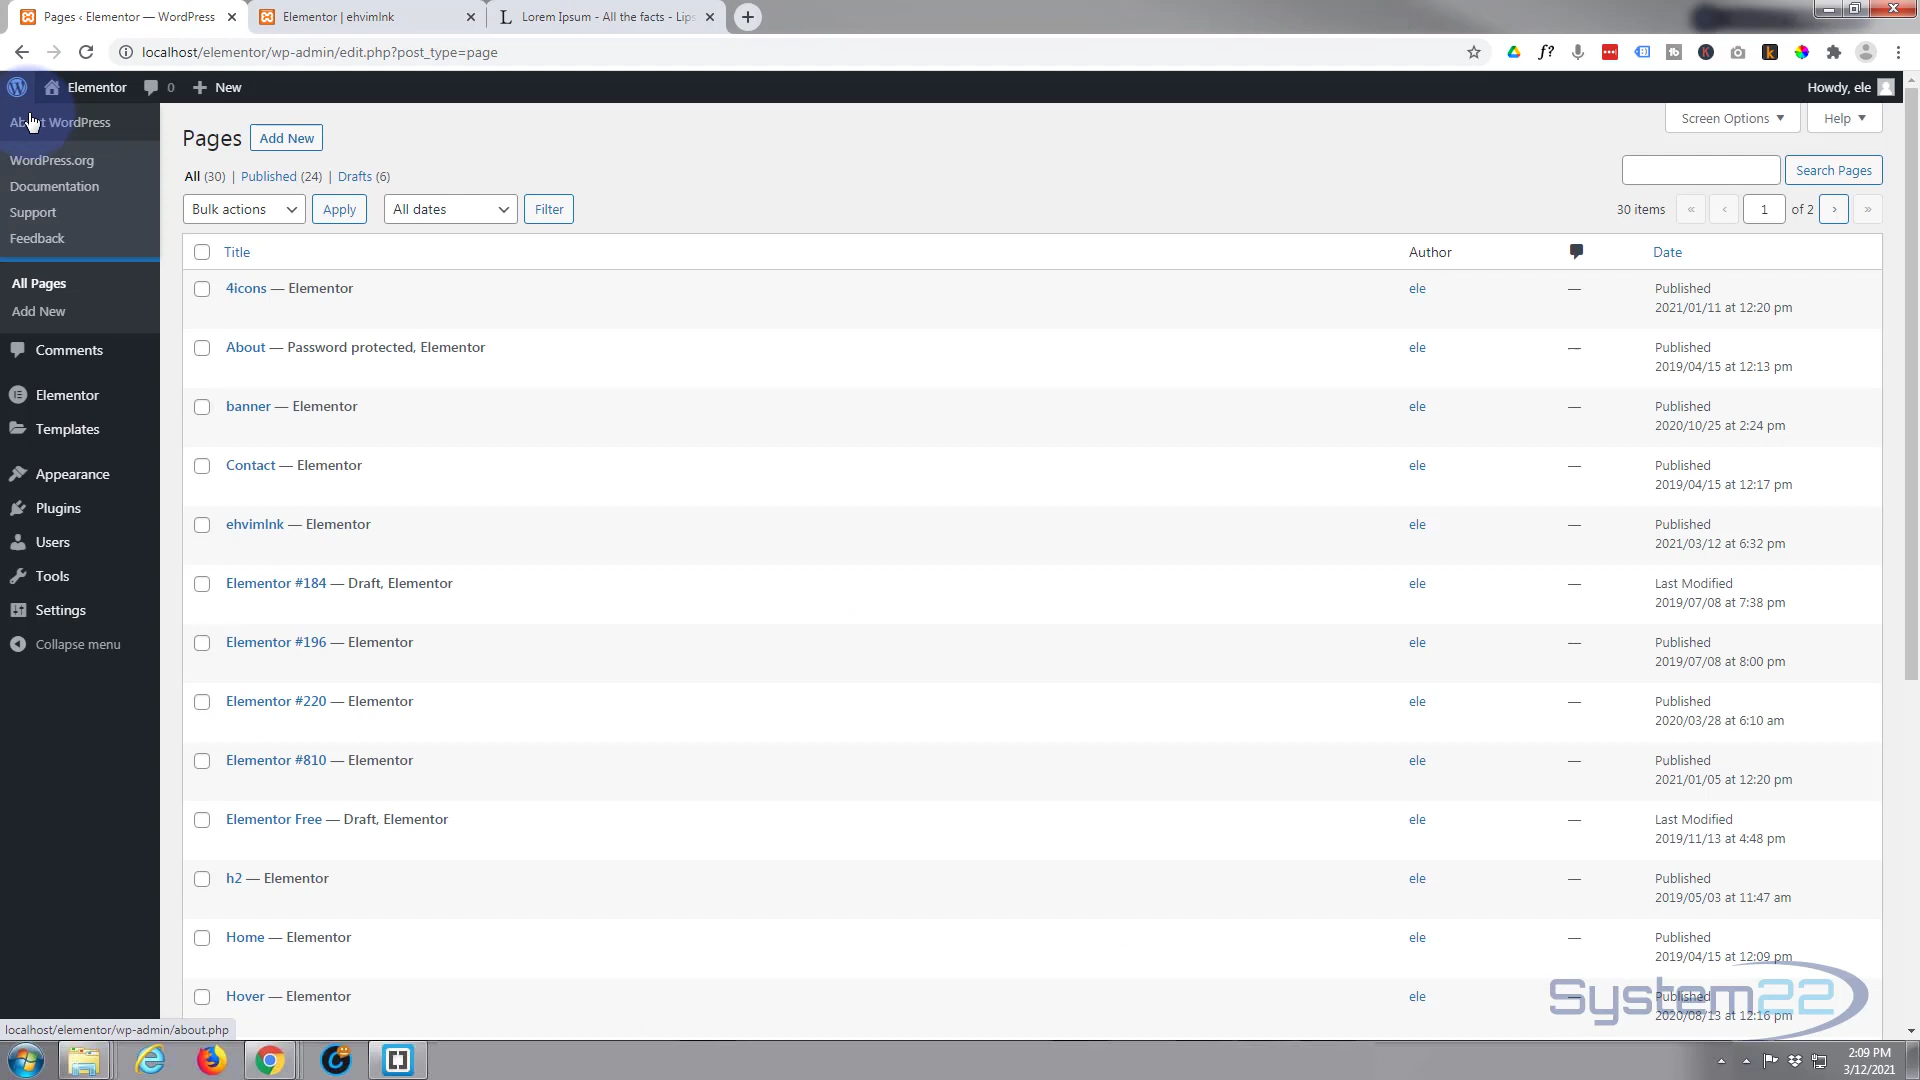 Pages ‹ Elementor — WordPress
Elementor | ehvimlnk
Lorem Ipsum - All the facts - Lips
localhost/elementor/wp-admin/edit.php?post_type=page
Elementor
0
New
Howdy, ele
About WordPress
WordPress.org
Documentation
Support
Feedback
All Pages
Add New
Comments
Elementor
Templates
Appearance
Plugins
Users
Tools
Settings
Collapse menu
Pages
Add New
Screen Options
Help
All (30) | Published (24) | Drafts (6)
Search Pages
Bulk actions
Apply
All dates
Filter
30 items « ‹ 1 of 2 › »
Title Author Date
4icons — Elementor ele — Published
2021/01/11 at 12:20 pm
About — Password protected, Elementor ele — Published
2019/04/15 at 12:13 pm
banner — Elementor ele — Published
2020/10/25 at 2:24 pm
Contact — Elementor ele — Published
2019/04/15 at 12:17 pm
ehvimlnk — Elementor ele — Published
2021/03/12 at 6:32 pm
Elementor #184 — Draft, Elementor ele — Last Modified
2019/07/08 at 7:38 pm
Elementor #196 — Elementor ele — Published
2019/07/08 at 8:00 pm
Elementor #220 — Elementor ele — Published
2020/03/28 at 6:10 am
Elementor #810 — Elementor ele — Published
2021/01/05 at 12:20 pm
Elementor Free — Draft, Elementor ele — Last Modified
2019/11/13 at 4:48 pm
h2 — Elementor ele — Published
2019/05/03 at 11:47 am
Home — Elementor ele — Published
2019/04/15 at 12:09 pm
Hover — Elementor ele — Published
2020/08/13 at 12:16 pm
System22
localhost/elementor/wp-admin/about.php
2:09 PM
3/12/2021